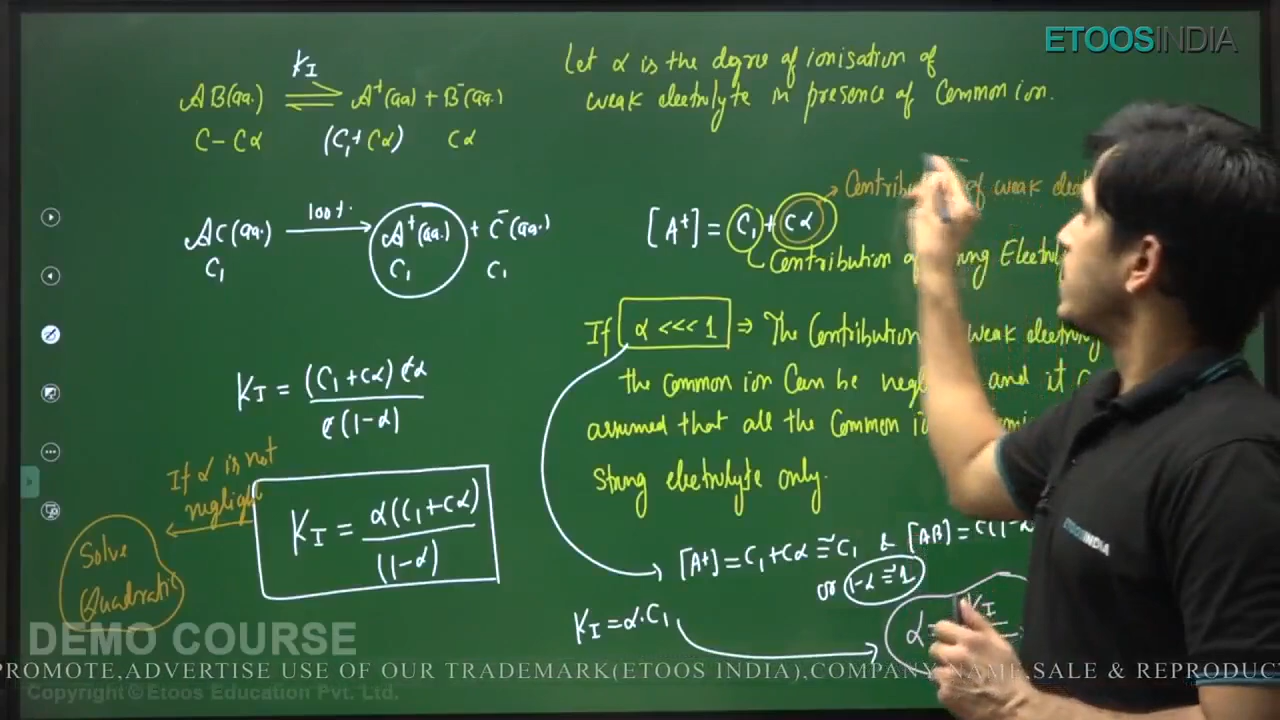 ETOOSINDIA
K_I
AB(aq.) ⇌ A⁺(aq) + B⁻(aq.)
C-Cα (C₁+Cα) Cα
Let α is the degree of ionisation of
weak electrolyte in presence of Common ion.
AC(aq.) 100%→ A⁺(aq.) + C⁻(aq.)
C₁ C₁ C₁
[A⁺] = C₁ + Cα
of weak
Contribution
Electrol
K_I = (C₁+Cα) Cα / C(1-α)
If α <<< 1 ⇒ The Contribution weak
the common ion Can be and it
assumed that all the Common
Strong electrolyte only.
If α is not
Solve
Quadratic
K_I = α(C₁+Cα) / (1-α)
[A⁺] = C₁+Cα ≅ C₁ & [AB] = C(1-α
or 1-α ≅ 1
K_I = α·C₁
α = K_I
ETOOSINDIA
DEMO COURSE
PROMOTE,ADVERTISE USE OF OUR TRADEMARK(ETOOS INDIA),COMPANY NAME,SALE & REPRODUCT
Copyright©Etoos Education Pvt. Ltd.